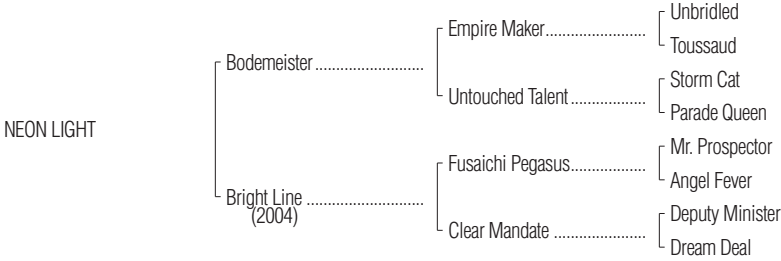 Unbridled
Empire Maker..........................
Toussaud
Bodemeister ...........................
Storm Cat
Untouched Talent...................
Parade Queen
NEON LIGHT
Mr. Prospector
Fusaichi Pegasus...................
Angel Fever
Bright Line .............................
(2004)
Deputy Minister
Clear Mandate .......................
Dream Deal